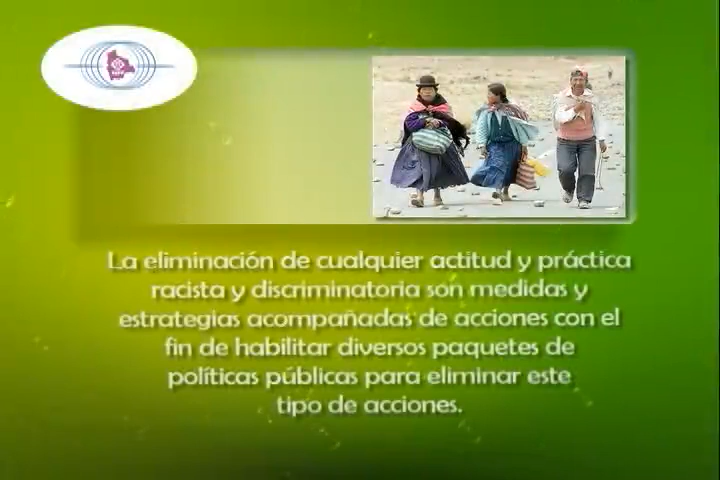 La eliminación de cualquier actitud y práctica
racista y discriminatoria son medidas y
estrategias acompañadas de acciones con el
fin de habilitar diversos paquetes de
políticas públicas para eliminar este
tipo de acciones.